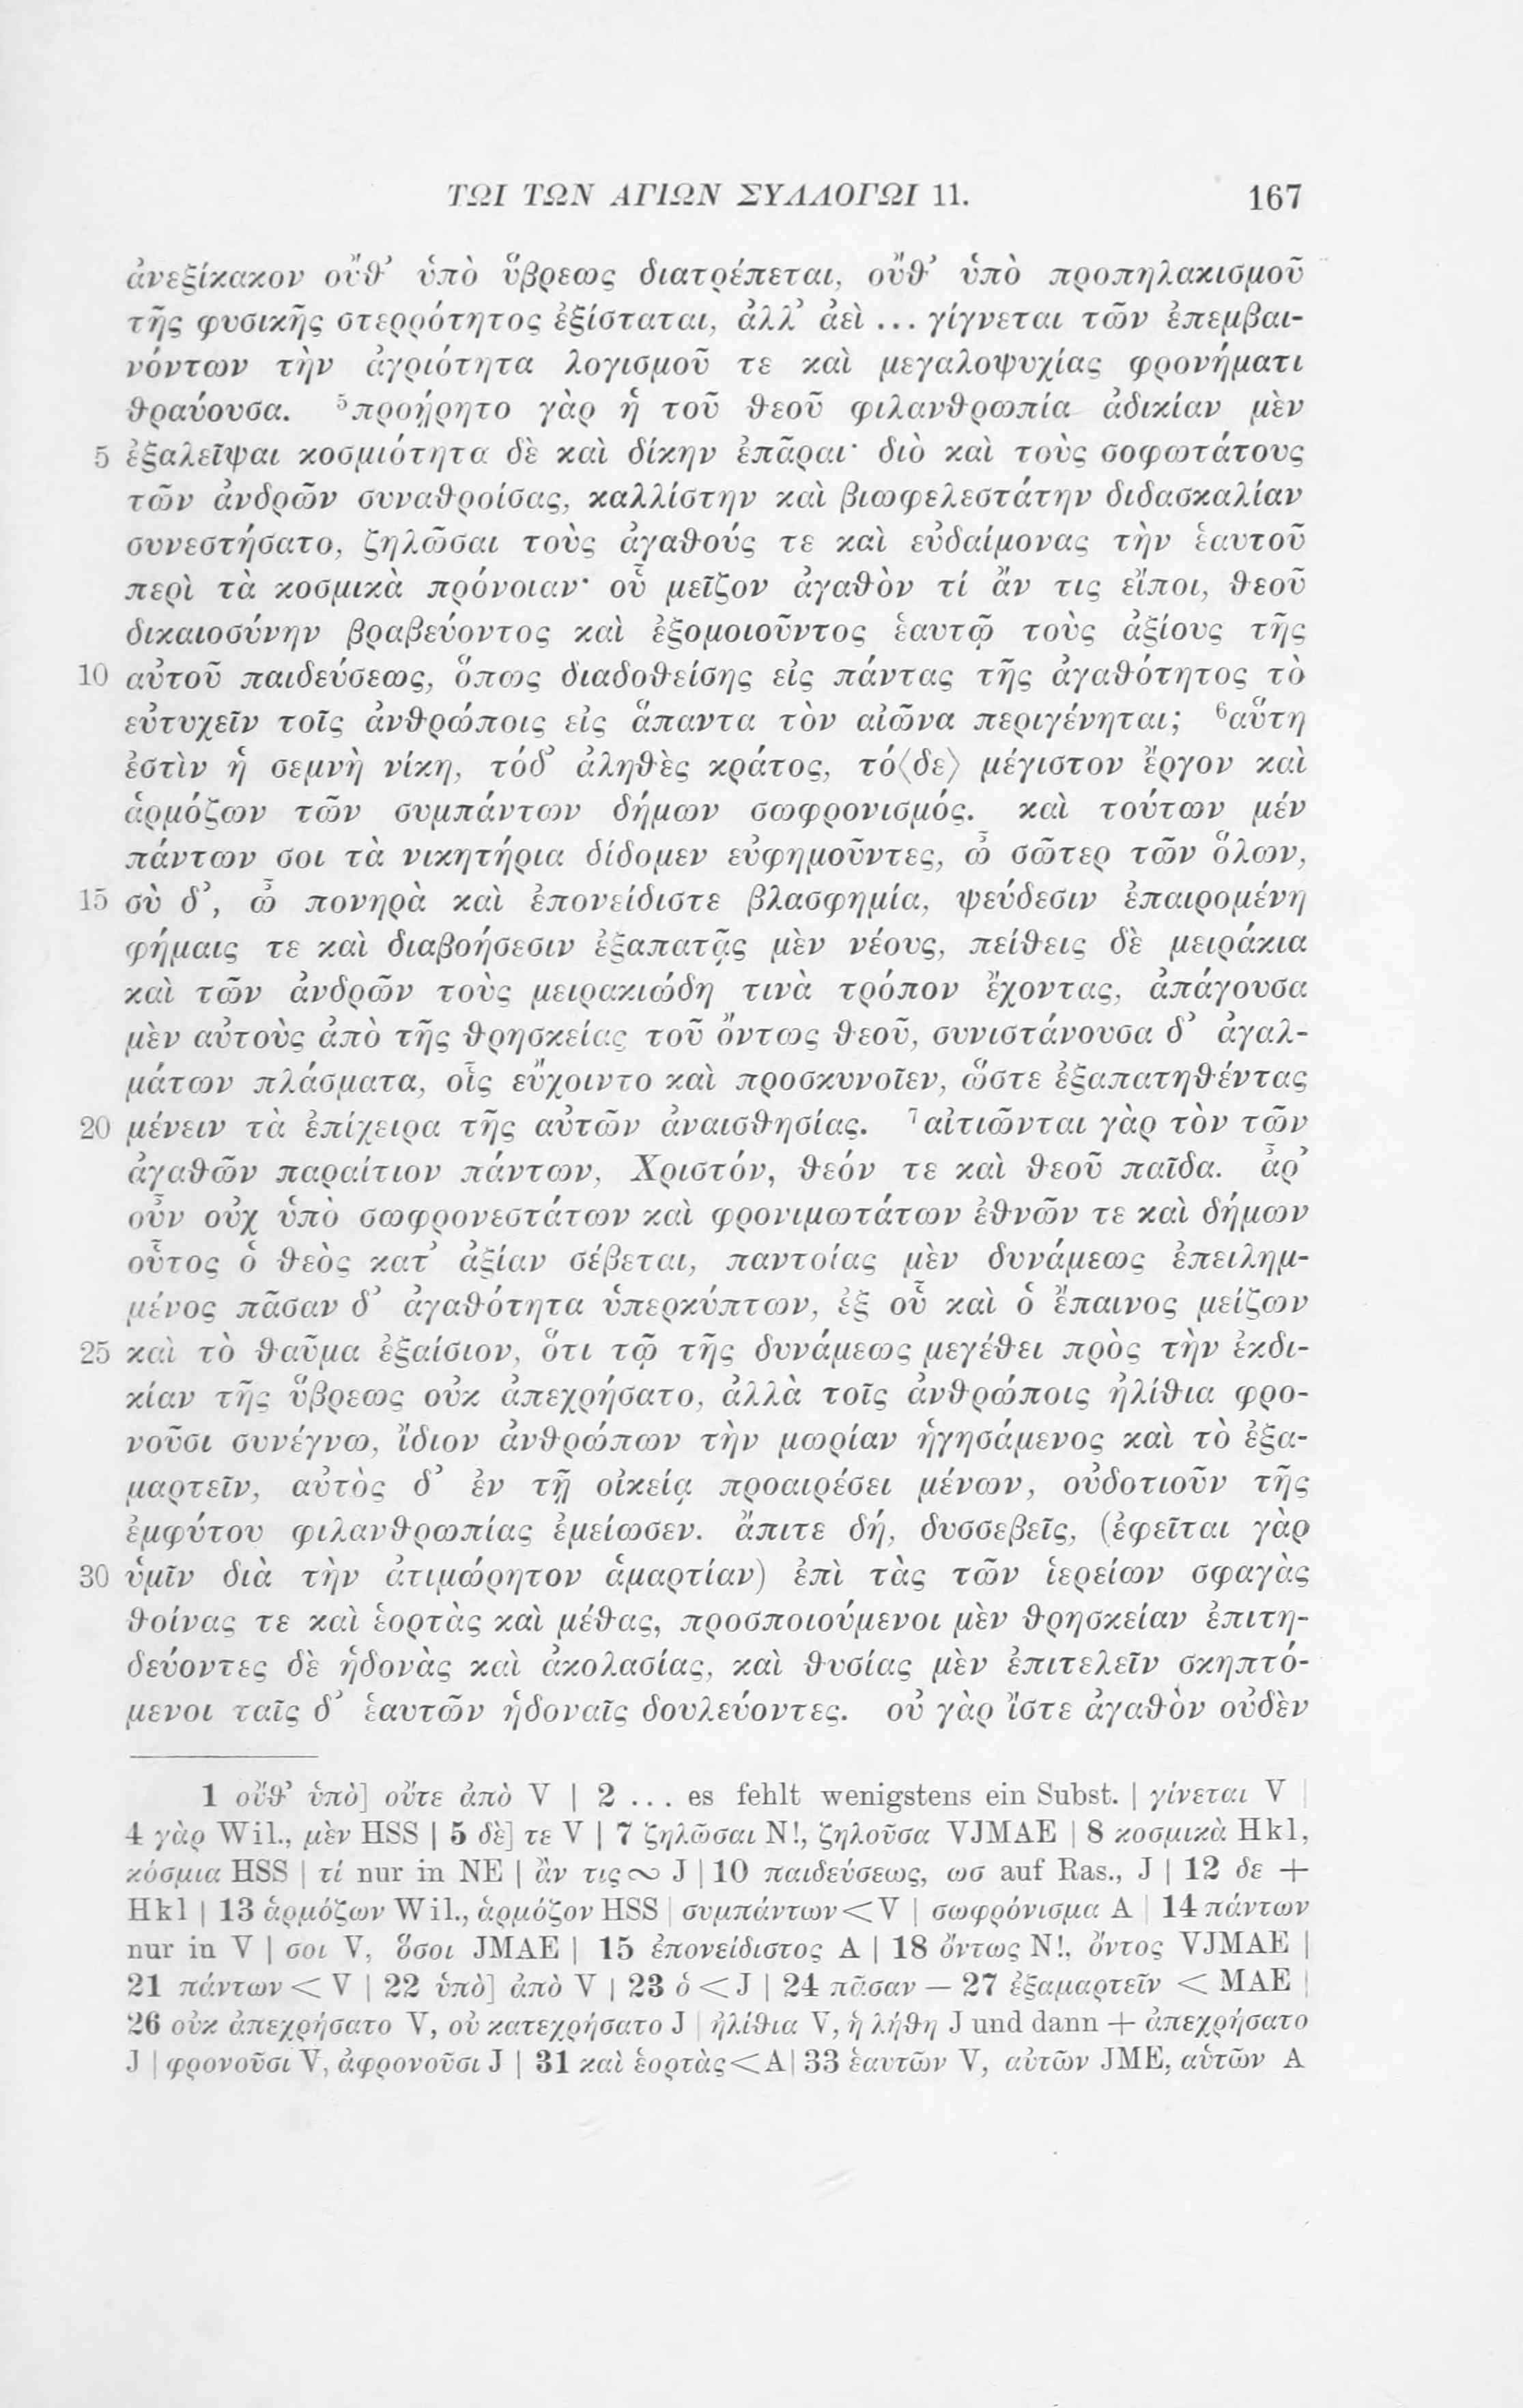 ΤΩΙ ΤΩΝ ΑΓΙΩΝ ΣΥΛΛΟΓΩΙ 11. 167
ἀνεξίκακον οὔθ’ ὑπὸ ὕβρεως διατρέπεται, οὔθ’ ὑπὸ προπηλακισμοῦ
τῆς φυσικῆς στερρότητος ἐξίσταται, ἀλλ’ ἀεὶ ... γίγνεται τῶν ἐπεμβαι-
νόντων τὴν ἀγριότητα λογισμοῦ τε καὶ μεγαλοψυχίας φρονήματι
θραύουσα. ⁵προῄρητο γὰρ ἡ τοῦ θεοῦ φιλανθρωπία ἀδικίαν μὲν
5 ἐξαλεῖψαι κοσμιότητα δὲ καὶ δίκην ἐπᾶραι· διὸ καὶ τοὺς σοφωτάτους
τῶν ἀνδρῶν συναθροίσας, καλλίστην καὶ βιωφελεστάτην διδασκαλίαν
συνεστήσατο, ζηλῶσαι τοὺς ἀγαθούς τε καὶ εὐδαίμονας τὴν ἑαυτοῦ
περὶ τὰ κοσμικὰ πρόνοιαν· οὗ μεῖζον ἀγαθὸν τί ἄν τις εἴποι, θεοῦ
δικαιοσύνην βραβεύοντος καὶ ἐξομοιοῦντος ἑαυτῷ τοὺς ἀξίους τῆς
10 αὑτοῦ παιδεύσεως, ὅπως διαδοθείσης εἰς πάντας τῆς ἀγαθότητος τὸ
εὐτυχεῖν τοῖς ἀνθρώποις εἰς ἅπαντα τὸν αἰῶνα περιγένηται; ⁶αὕτη
ἐστὶν ἡ σεμνὴ νίκη, τόδ’ ἀληθὲς κράτος, τό⟨δε⟩ μέγιστον ἔργον καὶ
ἁρμόζων τῶν συμπάντων δήμων σωφρονισμός. καὶ τούτων μέν
πάντων σοι τὰ νικητήρια δίδομεν εὐφημοῦντες, ὦ σῶτερ τῶν ὅλων,
15 σὺ δ’, ὦ πονηρὰ καὶ ἐπονείδιστε βλασφημία, ψεύδεσιν ἐπαιρομένη
φήμαις τε καὶ διαβοήσεσιν ἐξαπατᾷς μὲν νέους, πείθεις δὲ μειράκια
καὶ τῶν ἀνδρῶν τοὺς μειρακιώδη τινὰ τρόπον ἔχοντας, ἀπάγουσα
μὲν αὐτοὺς ἀπὸ τῆς θρησκείας τοῦ ὄντως θεοῦ, συνιστάνουσα δ’ ἀγαλ-
μάτων πλάσματα, οἷς εὔχοιντο καὶ προσκυνοῖεν, ὥστε ἐξαπατηθέντας
20 μένειν τὰ ἐπίχειρα τῆς αὑτῶν ἀναισθησίας. ⁷αἰτιῶνται γὰρ τὸν τῶν
ἀγαθῶν παραίτιον πάντων, Χριστόν, θεόν τε καὶ θεοῦ παῖδα. ἆρ’
οὖν οὐχ ὑπὸ σωφρονεστάτων καὶ φρονιμωτάτων ἐθνῶν τε καὶ δήμων
οὗτος ὁ θεὸς κατ’ ἀξίαν σέβεται, παντοίας μὲν δυνάμεως ἐπειλημ-
μένος πᾶσαν δ’ ἀγαθότητα ὑπερκύπτων, ἐξ οὗ καὶ ὁ ἔπαινος μείζων
25 καὶ τὸ θαῦμα ἐξαίσιον, ὅτι τῷ τῆς δυνάμεως μεγέθει πρὸς τὴν ἐκδι-
κίαν τῆς ὕβρεως οὐκ ἀπεχρήσατο, ἀλλὰ τοῖς ἀνθρώποις ἠλίθια φρο-
νοῦσι συνέγνω, ἴδιον ἀνθρώπων τὴν μωρίαν ἡγησάμενος καὶ τὸ ἐξα-
μαρτεῖν, αὐτὸς δ’ ἐν τῇ οἰκείᾳ προαιρέσει μένων, οὐδοτιοῦν τῆς
ἐμφύτου φιλανθρωπίας ἐμείωσεν. ἄπιτε δή, δυσσεβεῖς, (ἐφεῖται γὰρ
30 ὑμῖν διὰ τὴν ἀτιμώρητον ἁμαρτίαν) ἐπὶ τὰς τῶν ἱερείων σφαγὰς
θοίνας τε καὶ ἑορτὰς καὶ μέθας, προσποιούμενοι μὲν θρησκείαν ἐπιτη-
δεύοντες δὲ ἡδονὰς καὶ ἀκολασίας, καὶ θυσίας μὲν ἐπιτελεῖν σκηπτό-
μενοι ταῖς δ’ ἑαυτῶν ἡδοναῖς δουλεύοντες. οὐ γὰρ ἴστε ἀγαθὸν οὐδὲν
1 οὔθ’ ὑπὸ] οὔτε ἀπὸ V | 2 ... es fehlt wenigstens ein Subst. | γίνεται V |
4 γὰρ Wil., μὲν HSS | 5 δὲ] τε V | 7 ζηλῶσαι N!, ζηλοῦσα VJMAE | 8 κοσμικὰ Hkl,
κόσμια HSS | τί nur in NE | ἄν τις ∾ J | 10 παιδεύσεως, ωσ auf Ras., J | 12 δε +
Hkl | 13 ἁρμόζων Wil., ἁρμόζον HSS | συμπάντων < V | σωφρόνισμα A | 14 πάντων
nur in V | σοι V, ὅσοι JMAE | 15 ἐπονείδιστος A | 18 ὄντως N!, ὄντος VJMAE |
21 πάντων < V | 22 ὑπὸ] ἀπὸ V | 23 ὁ < J | 24 πᾶσαν — 27 ἐξαμαρτεῖν < MAE |
26 οὐκ ἀπεχρήσατο V, οὐ κατεχρήσατο J | ἠλίθια V, ἡ λήθη J und dann + ἀπεχρήσατο
J | φρονοῦσι V, ἀφρονοῦσι J | 31 καὶ ἑορτὰς < A | 33 ἑαυτῶν V, αὐτῶν JME, αὑτῶν A